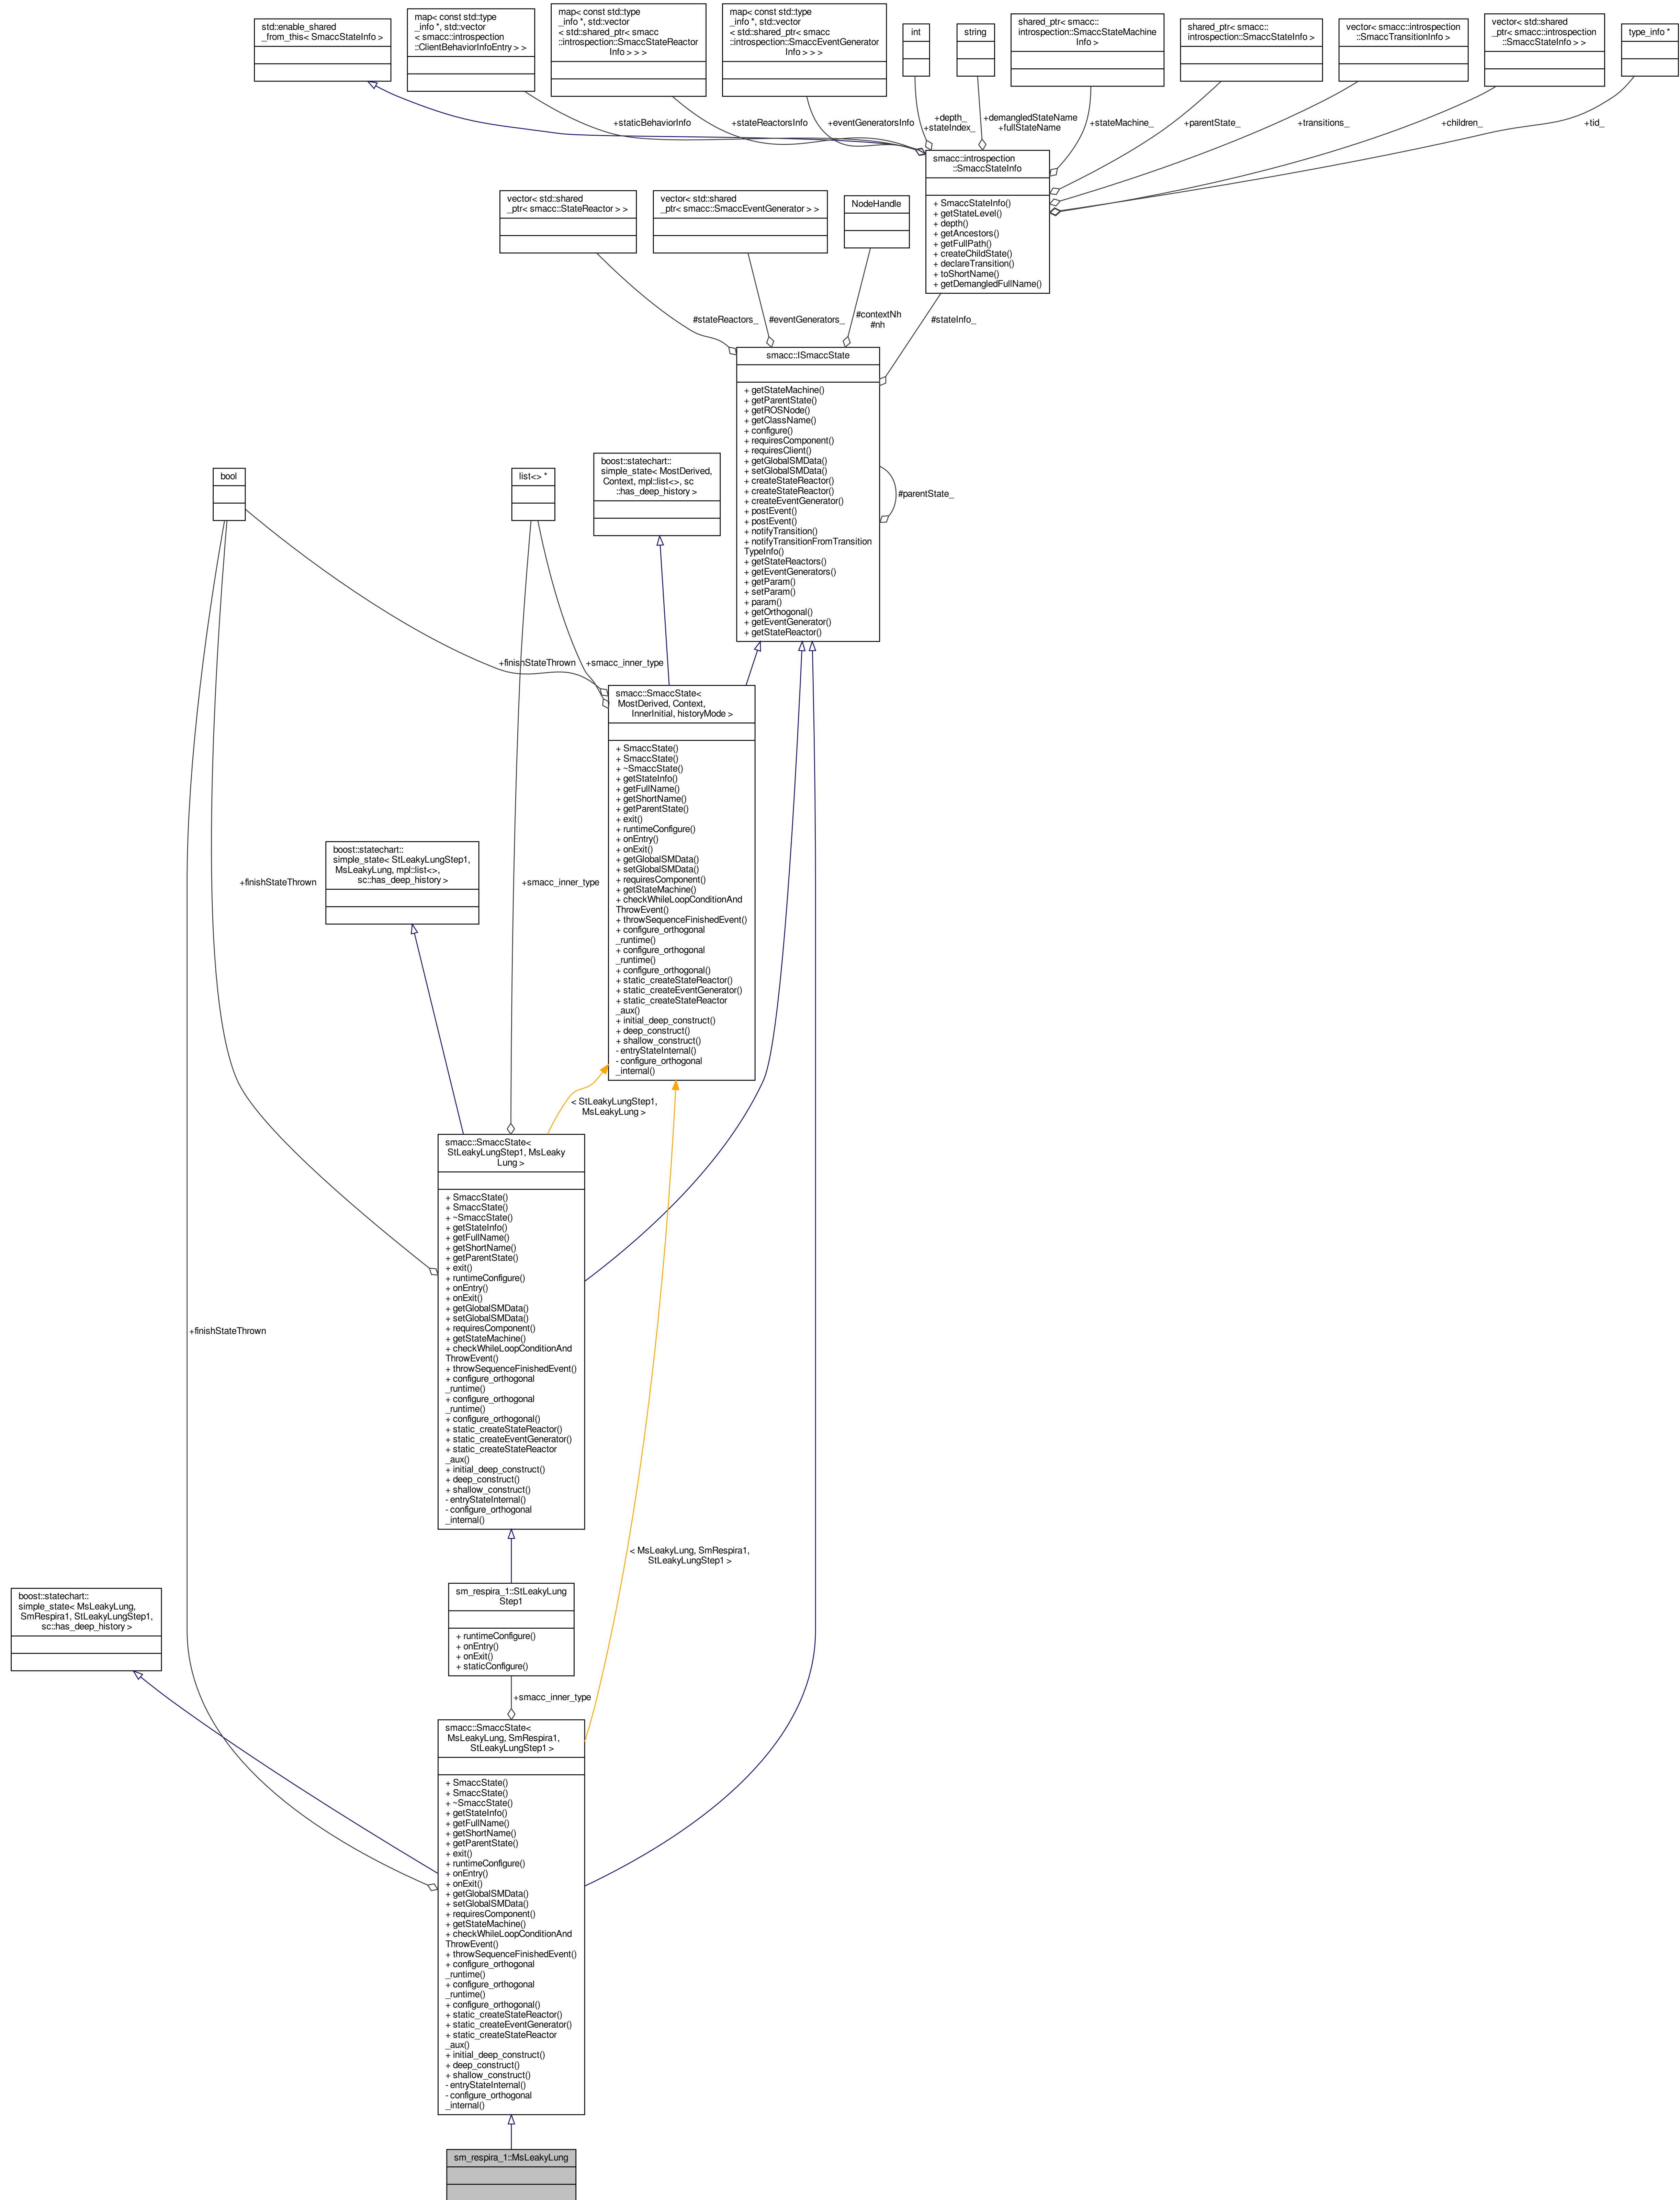 std::enable_shared
_from_this< SmaccStateInfo >
map< const std::type
_info *, std::vector
< smacc::introspection
::ClientBehaviorInfoEntry > >
map< const std::type
_info *, std::vector
< std::shared_ptr< smacc
::introspection::SmaccStateReactor
Info > > >
map< const std::type
_info *, std::vector
< std::shared_ptr< smacc
::introspection::SmaccEventGenerator
Info > > >
int
string
shared_ptr< smacc::
introspection::SmaccStateMachine
Info >
shared_ptr< smacc::
introspection::SmaccStateInfo >
vector< smacc::introspection
::SmaccTransitionInfo >
vector< std::shared
_ptr< smacc::introspection
::SmaccStateInfo > >
type_info *
+staticBehaviorInfo
+stateReactorsInfo
+eventGeneratorsInfo
+depth_
+stateIndex_
+demangledStateName
+fullStateName
+stateMachine_
+parentState_
+transitions_
+children_
+tid_
smacc::introspection
::SmaccStateInfo
+ SmaccStateInfo()
+ getStateLevel()
+ depth()
+ getAncestors()
+ getFullPath()
+ createChildState()
+ declareTransition()
+ toShortName()
+ getDemangledFullName()
vector< std::shared
_ptr< smacc::StateReactor > >
vector< std::shared
_ptr< smacc::SmaccEventGenerator > >
NodeHandle
#stateReactors_
#eventGenerators_
#contextNh
#nh
#stateInfo_
smacc::ISmaccState
+ getStateMachine()
+ getParentState()
+ getROSNode()
+ getClassName()
+ configure()
+ requiresComponent()
+ requiresClient()
+ getGlobalSMData()
+ setGlobalSMData()
+ createStateReactor()
+ createStateReactor()
+ createEventGenerator()
+ postEvent()
+ postEvent()
+ notifyTransition()
+ notifyTransitionFromTransition
TypeInfo()
+ getStateReactors()
+ getEventGenerators()
+ getParam()
+ setParam()
+ param()
+ getOrthogonal()
+ getEventGenerator()
+ getStateReactor()
#parentState_
bool
list<> *
boost::statechart::
simple_state< MostDerived,
Context, mpl::list<>, sc
::has_deep_history >
+finishStateThrown
+smacc_inner_type
smacc::SmaccState<
MostDerived, Context,
InnerInitial, historyMode >
+ SmaccState()
+ SmaccState()
+ ~SmaccState()
+ getStateInfo()
+ getFullName()
+ getShortName()
+ getParentState()
+ exit()
+ runtimeConfigure()
+ onEntry()
+ onExit()
+ getGlobalSMData()
+ setGlobalSMData()
+ requiresComponent()
+ getStateMachine()
+ checkWhileLoopConditionAnd
ThrowEvent()
+ throwSequenceFinishedEvent()
+ configure_orthogonal
_runtime()
+ configure_orthogonal
_runtime()
+ configure_orthogonal()
+ static_createStateReactor()
+ static_createEventGenerator()
+ static_createStateReactor
_aux()
+ initial_deep_construct()
+ deep_construct()
+ shallow_construct()
- entryStateInternal()
- configure_orthogonal
_internal()
boost::statechart::
simple_state< StLeakyLungStep1,
MsLeakyLung, mpl::list<>,
sc::has_deep_history >
+finishStateThrown
+smacc_inner_type
< StLeakyLungStep1,
MsLeakyLung >
smacc::SmaccState<
StLeakyLungStep1, MsLeaky
Lung >
+ SmaccState()
+ SmaccState()
+ ~SmaccState()
+ getStateInfo()
+ getFullName()
+ getShortName()
+ getParentState()
+ exit()
+ runtimeConfigure()
+ onEntry()
+ onExit()
+ getGlobalSMData()
+ setGlobalSMData()
+ requiresComponent()
+ getStateMachine()
+ checkWhileLoopConditionAnd
ThrowEvent()
+ throwSequenceFinishedEvent()
+ configure_orthogonal
_runtime()
+ configure_orthogonal
_runtime()
+ configure_orthogonal()
+ static_createStateReactor()
+ static_createEventGenerator()
+ static_createStateReactor
_aux()
+ initial_deep_construct()
+ deep_construct()
+ shallow_construct()
- entryStateInternal()
- configure_orthogonal
_internal()
+finishStateThrown
< MsLeakyLung, SmRespira1,
StLeakyLungStep1 >
sm_respira_1::StLeakyLung
Step1
+ runtimeConfigure()
+ onEntry()
+ onExit()
+ staticConfigure()
boost::statechart::
simple_state< MsLeakyLung,
SmRespira1, StLeakyLungStep1,
sc::has_deep_history >
+smacc_inner_type
smacc::SmaccState<
MsLeakyLung, SmRespira1,
StLeakyLungStep1 >
+ SmaccState()
+ SmaccState()
+ ~SmaccState()
+ getStateInfo()
+ getFullName()
+ getShortName()
+ getParentState()
+ exit()
+ runtimeConfigure()
+ onEntry()
+ onExit()
+ getGlobalSMData()
+ setGlobalSMData()
+ requiresComponent()
+ getStateMachine()
+ checkWhileLoopConditionAnd
ThrowEvent()
+ throwSequenceFinishedEvent()
+ configure_orthogonal
_runtime()
+ configure_orthogonal
_runtime()
+ configure_orthogonal()
+ static_createStateReactor()
+ static_createEventGenerator()
+ static_createStateReactor
_aux()
+ initial_deep_construct()
+ deep_construct()
+ shallow_construct()
- entryStateInternal()
- configure_orthogonal
_internal()
sm_respira_1::MsLeakyLung